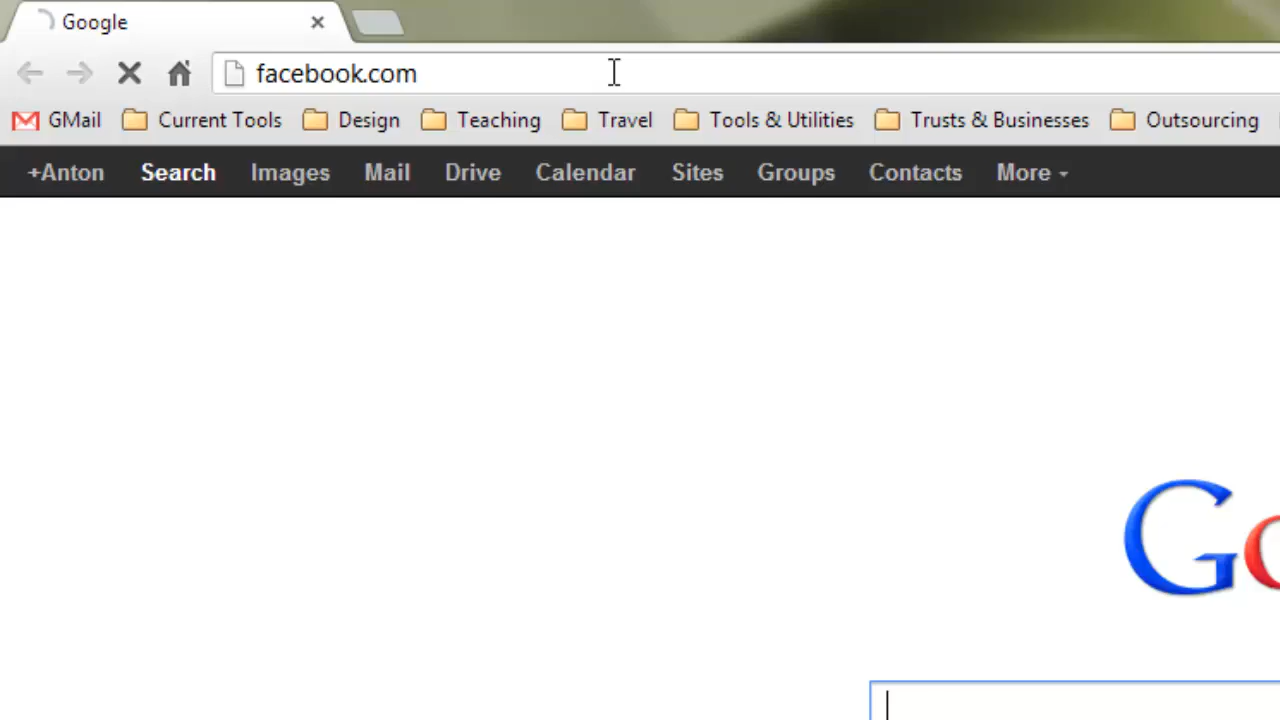 Google
facebook.com
GMail Current Tools Design Teaching Travel Tools & Utilities Trusts & Businesses Outsourcing
+Anton Search Images Mail Drive Calendar Sites Groups Contacts More
Go